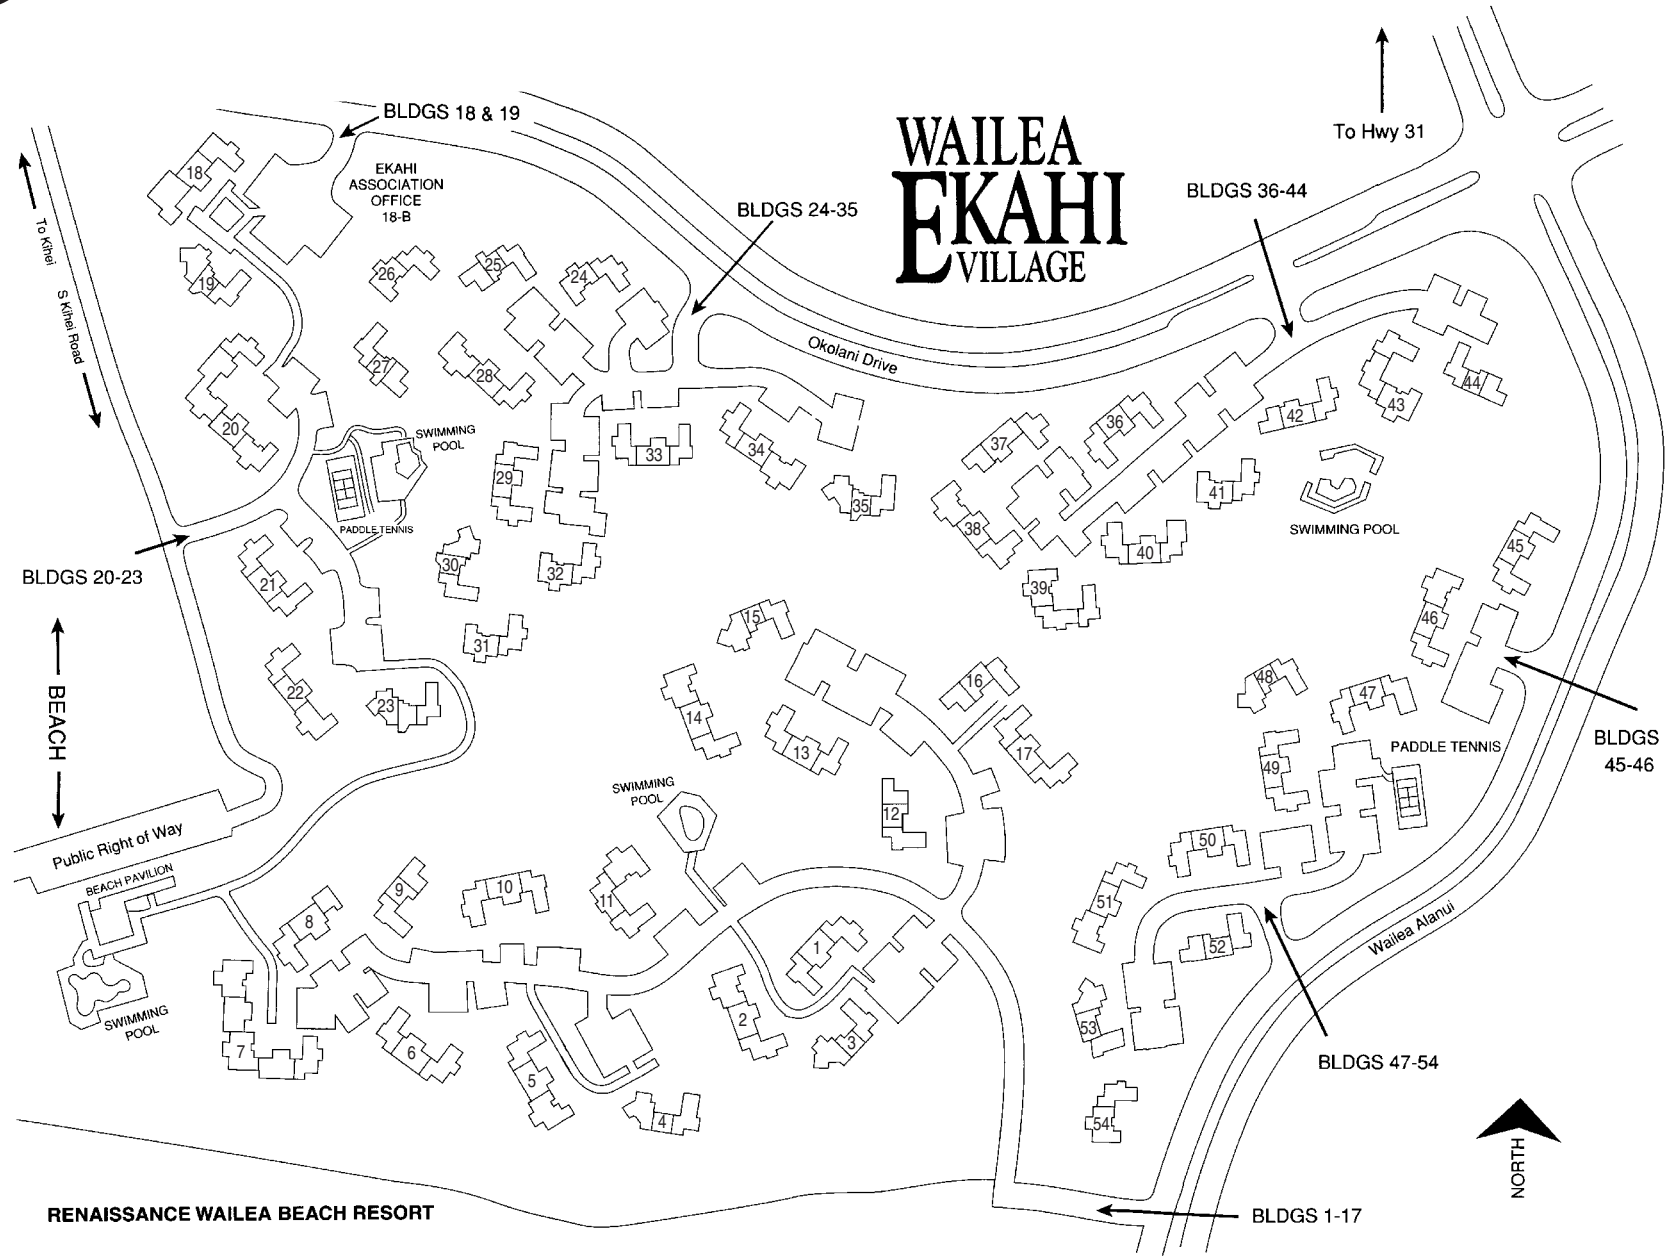 WAILEA
EKAHI
VILLAGE
To Hwy 31
BLDGS 18 & 19
EKAHI
ASSOCIATION
OFFICE
18-B
BLDGS 24-35
BLDGS 36-44
To Kihei
S Kihei Road
Okolani Drive
18
19
26
25
24
27
28
20
SWIMMING
POOL
PADDLE TENNIS
29
33
34
35
37
36
38
42
43
44
41
40
39
SWIMMING POOL
45
46
BLDGS 20-23
21
30
32
31
22
23
BEACH
15
14
13
16
17
12
48
47
49
PADDLE TENNIS
BLDGS
45-46
SWIMMING
POOL
Public Right of Way
BEACH PAVILION
SWIMMING
POOL
8
9
10
11
1
2
3
7
6
5
4
50
51
52
53
54
Wailea Alanui
BLDGS 47-54
NORTH
RENAISSANCE WAILEA BEACH RESORT
BLDGS 1-17